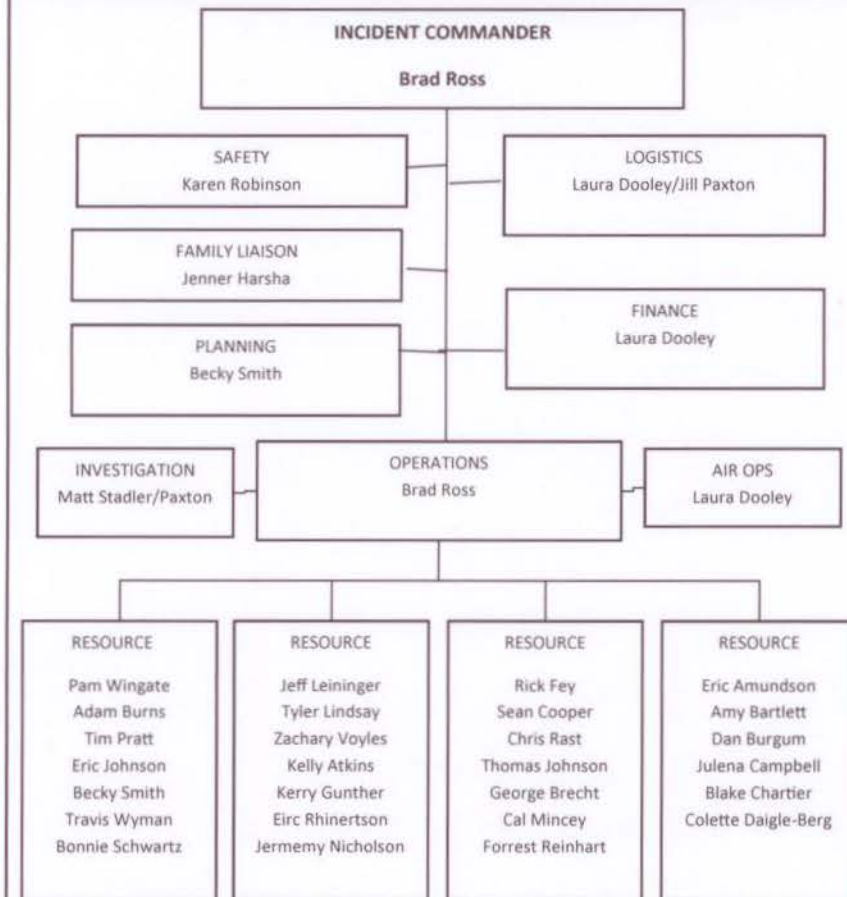 INCIDENT COMMANDER
Brad Ross
SAFETY
Karen Robinson
LOGISTICS
Laura Dooley/Jill Paxton
FAMILY LIAISON
Jenner Harsha
FINANCE
Laura Dooley
PLANNING
Becky Smith
INVESTIGATION
Matt Stadler/Paxton
OPERATIONS
Brad Ross
AIR OPS
Laura Dooley
RESOURCE
Pam Wingate
Adam Burns
Tim Pratt
Eric Johnson
Becky Smith
Travis Wyman
Bonnie Schwartz
RESOURCE
Jeff Leininger
Tyler Lindsay
Zachary Voyles
Kelly Atkins
Kerry Gunther
Eirc Rhinertson
Jermemy Nicholson
RESOURCE
Rick Fey
Sean Cooper
Chris Rast
Thomas Johnson
George Brecht
Cal Mincey
Forrest Reinhart
RESOURCE
Eric Amundson
Amy Bartlett
Dan Burgum
Julena Campbell
Blake Chartier
Colette Daigle-Berg